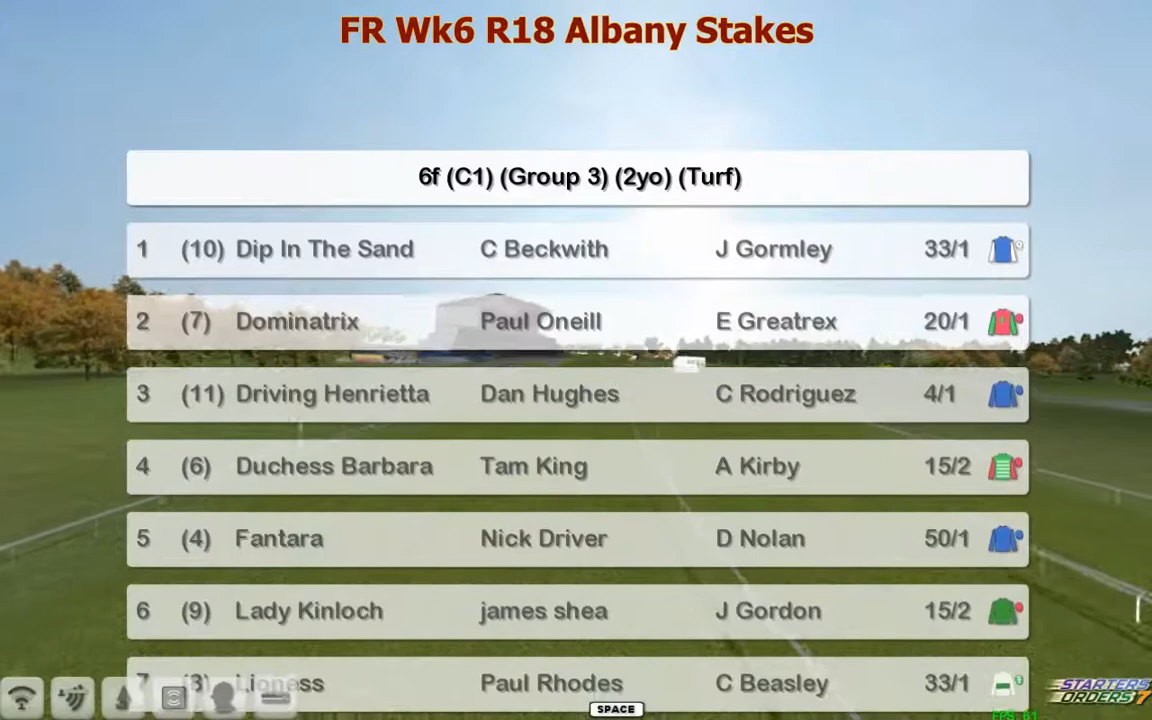 FR Wk6 R18 Albany Stakes
6f (C1) (Group 3) (2yo) (Turf)
1 (10) Dip In The Sand C Beckwith J Gormley 33/1
2 (7) Dominatrix Paul Oneill E Greatrex 20/1
3 (11) Driving Henrietta Dan Hughes C Rodriguez 4/1
4 (6) Duchess Barbara Tam King A Kirby 15/2
5 (4) Fantara Nick Driver D Nolan 50/1
6 (9) Lady Kinloch james shea J Gordon 15/2
7 (3) Lioness Paul Rhodes C Beasley 33/1
SPACE
STARTERS ORDERS 7
FPS: 61